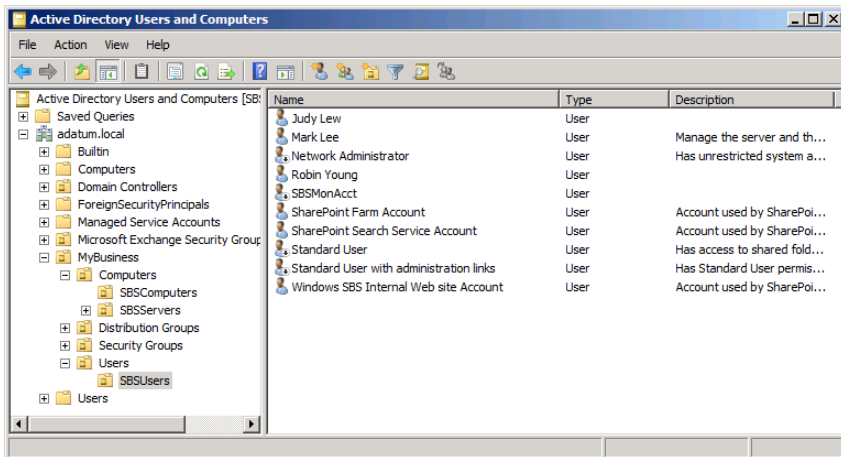 Active Directory Users and Computers
File Action View Help
Active Directory Users and Computers [SBS
Saved Queries
adatum.local
Builtin
Computers
Domain Controllers
ForeignSecurityPrincipals
Managed Service Accounts
Microsoft Exchange Security Group
MyBusiness
Computers
SBSComputers
SBSServers
Distribution Groups
Security Groups
Users
SBSUsers
Users
Name Type Description
Judy Lew User
Mark Lee User Manage the server and th...
Network Administrator User Has unrestricted system a...
Robin Young User
SBSMonAcct User
SharePoint Farm Account User Account used by SharePoi...
SharePoint Search Service Account User Account used by SharePoi...
Standard User User Has access to shared fold...
Standard User with administration links User Has Standard User permis...
Windows SBS Internal Web site Account User Account used by SharePoi...